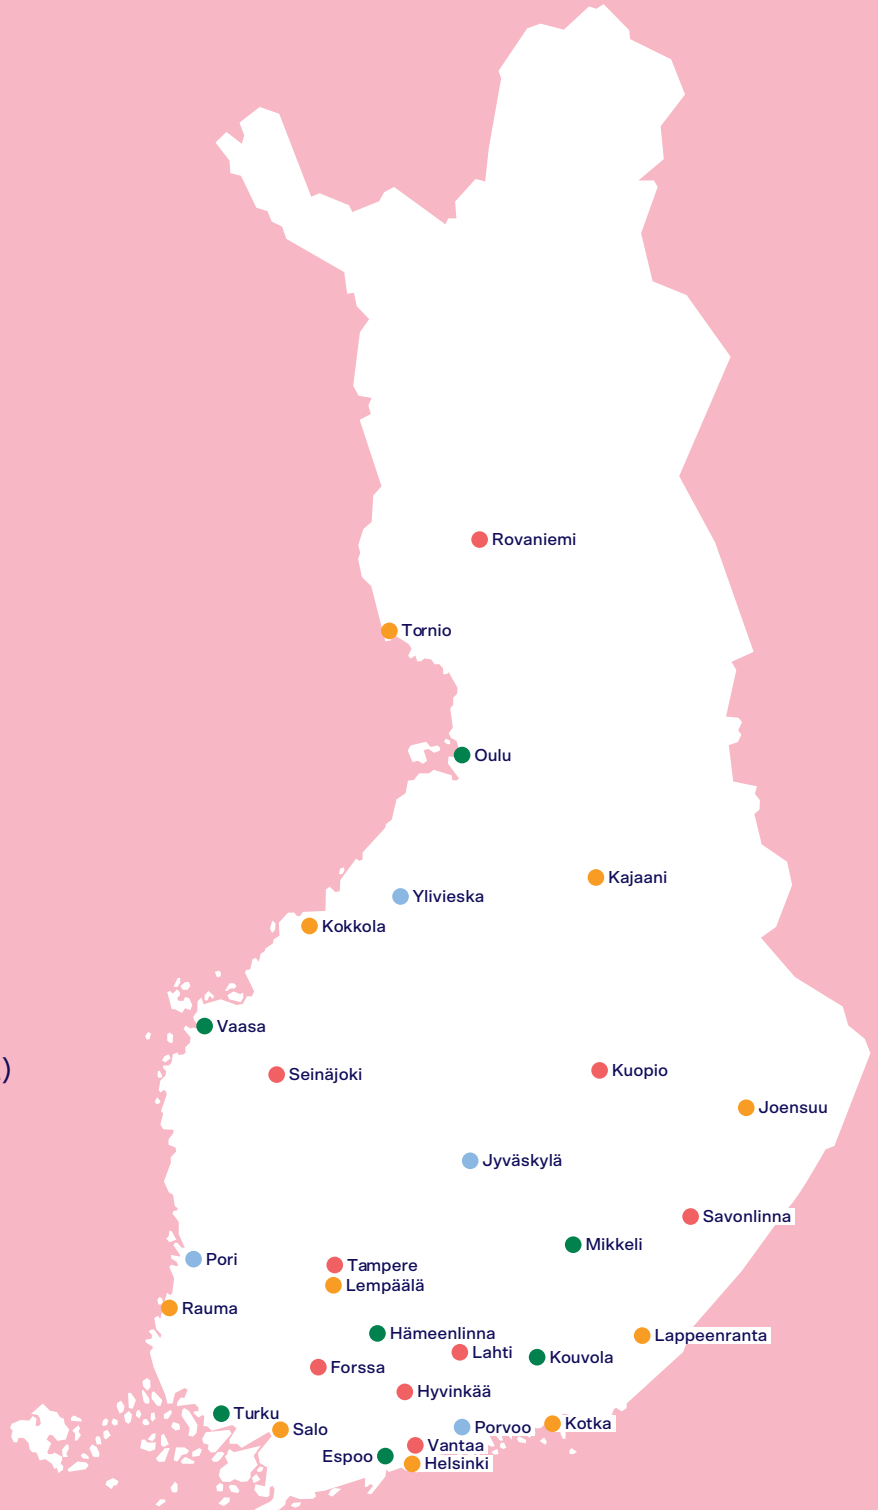 Rovaniemi
Tornio
Oulu
Kajaani
Ylivieska
Kokkola
Vaasa
)
Seinäjoki
Kuopio
Joensuu
Jyväskylä
Savonlinna
Mikkeli
Pori
Tampere
Lempäälä
Rauma
Hämeenlinna
Lappeenranta
Lahti
Kouvola
Forssa
Hyvinkää
Turku
Kotka
Porvoo
Salo
Vantaa
Espoo
Helsinki